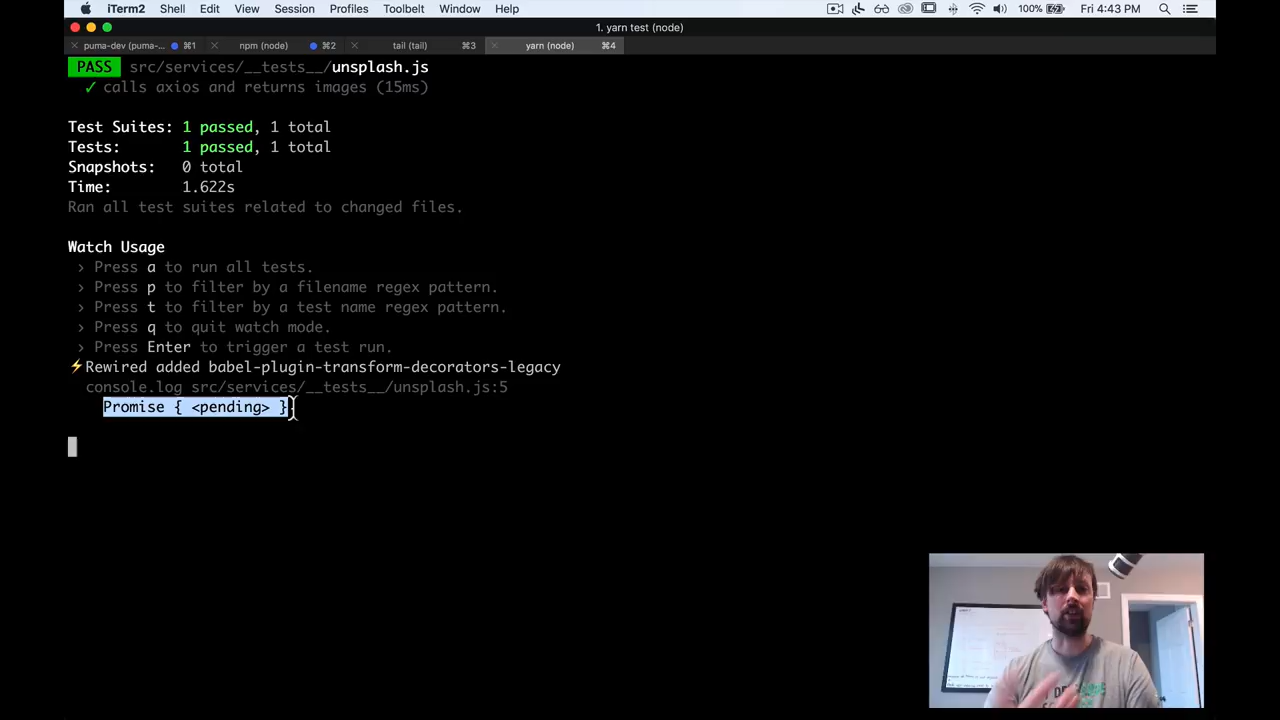 iTerm2 Shell Edit View Session Profiles Toolbelt Window Help 100% Fri 4:43 PM
1. yarn test (node)
puma-dev (puma-... ⌘1 npm (node) ⌘2 tail (tail) ⌘3 yarn (node) ⌘4
PASS src/services/__tests__/unsplash.js
✓ calls axios and returns images (15ms)
Test Suites: 1 passed, 1 total
Tests: 1 passed, 1 total
Snapshots: 0 total
Time: 1.622s
Ran all test suites related to changed files.
Watch Usage
› Press a to run all tests.
› Press p to filter by a filename regex pattern.
› Press t to filter by a test name regex pattern.
› Press q to quit watch mode.
› Press Enter to trigger a test run.
⚡Rewired added babel-plugin-transform-decorators-legacy
console.log src/services/__tests__/unsplash.js:5
Promise { <pending> }